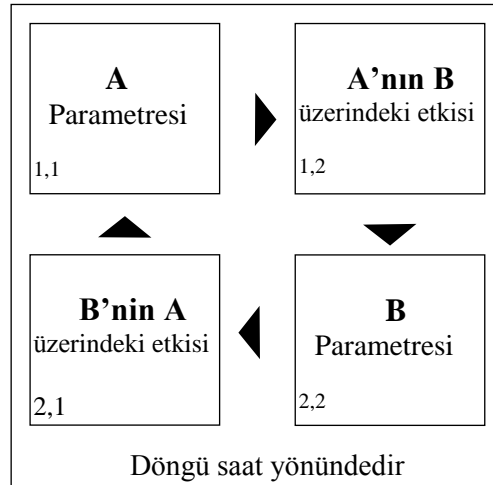 A
Parametresi
1,1
A’nın B
üzerindeki etkisi
1,2
B’nin A
üzerindeki etkisi
2,1
B
Parametresi
2,2
Döngü saat yönündedir